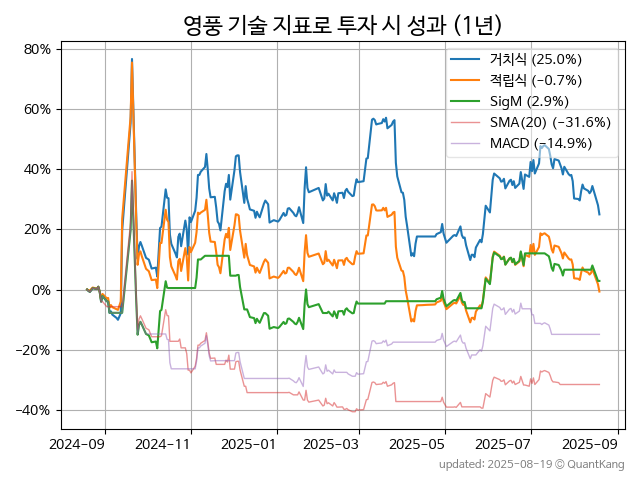 영풍 기술 지표로 투자 시 성과 (1년)
80%
60%
40%
20%
0%
−20%
−40%
거치식 (25.0%)
적립식 (−0.7%)
SigM (2.9%)
SMA(20) (−31.6%)
MACD (−14.9%)
2024-09
2024-11
2025-01
2025-03
2025-05
2025-07
2025-09
updated: 2025-08-19 © QuantKang